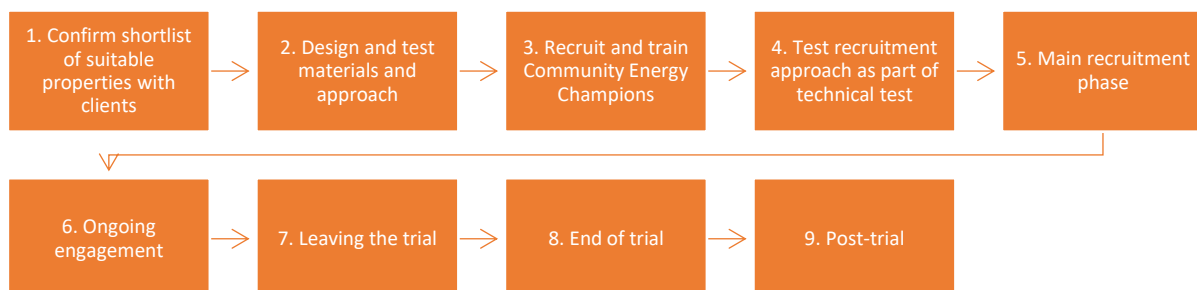 1. Confirm shortlist
of suitable
properties with
clients
2. Design and test
materials and
approach
3. Recruit and train
Community Energy
Champions
4. Test recruitment
approach as part of
technical test
5. Main recruitment
phase
6. Ongoing
engagement
7. Leaving the trial
8. End of trial
9. Post-trial